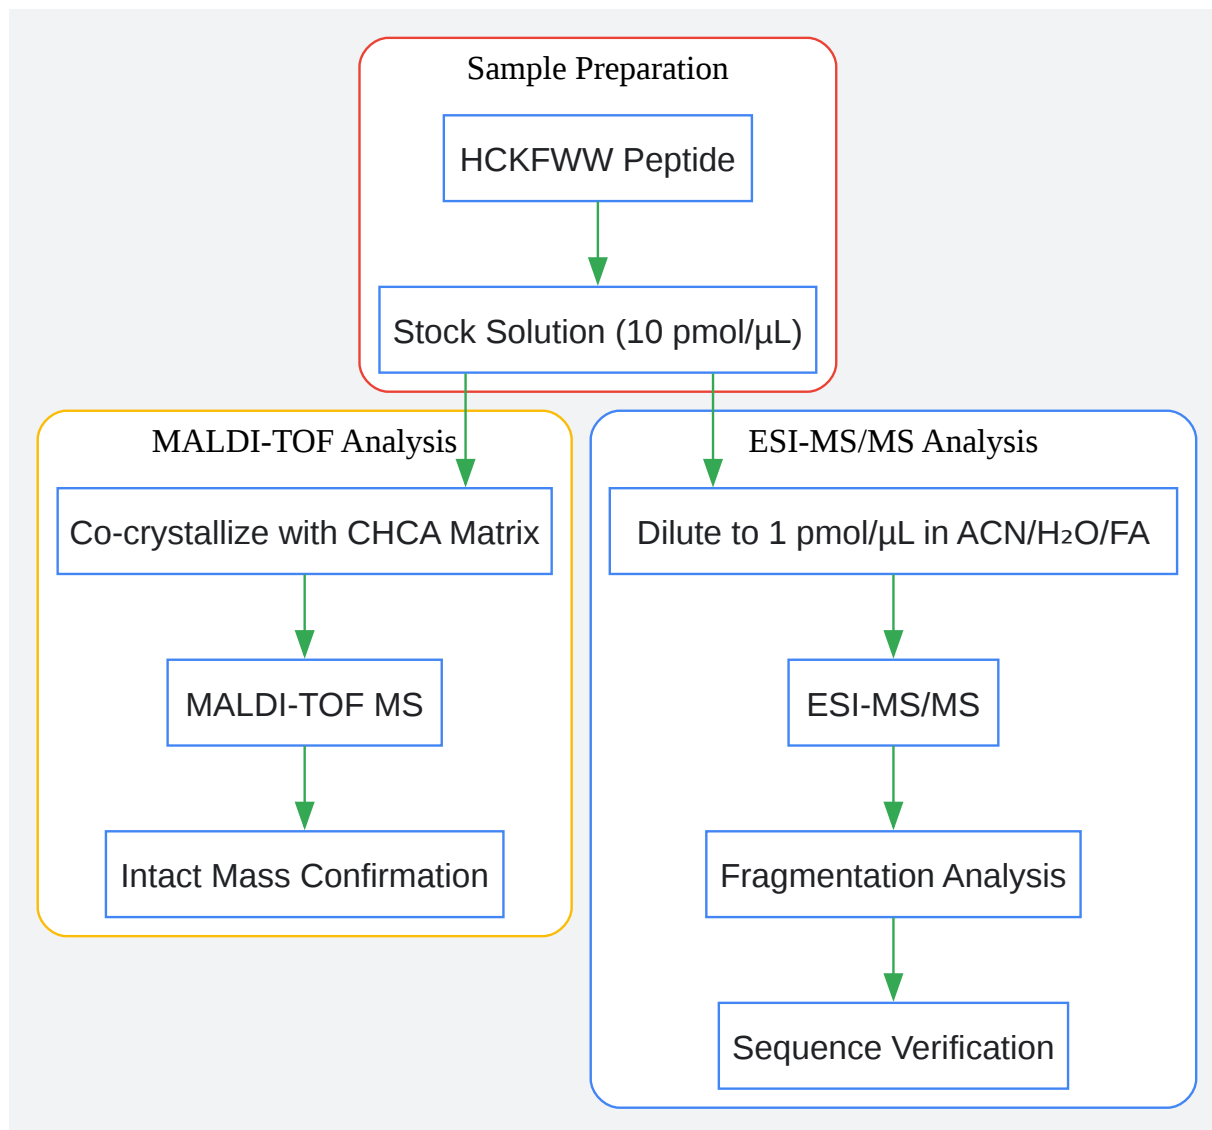 Sample Preparation
HCKFWW Peptide
Stock Solution (10 pmol/µL)
MALDI-TOF Analysis
Co-crystallize with CHCA Matrix
MALDI-TOF MS
Intact Mass Confirmation
ESI-MS/MS Analysis
Dilute to 1 pmol/µL in ACN/H₂O/FA
ESI-MS/MS
Fragmentation Analysis
Sequence Verification